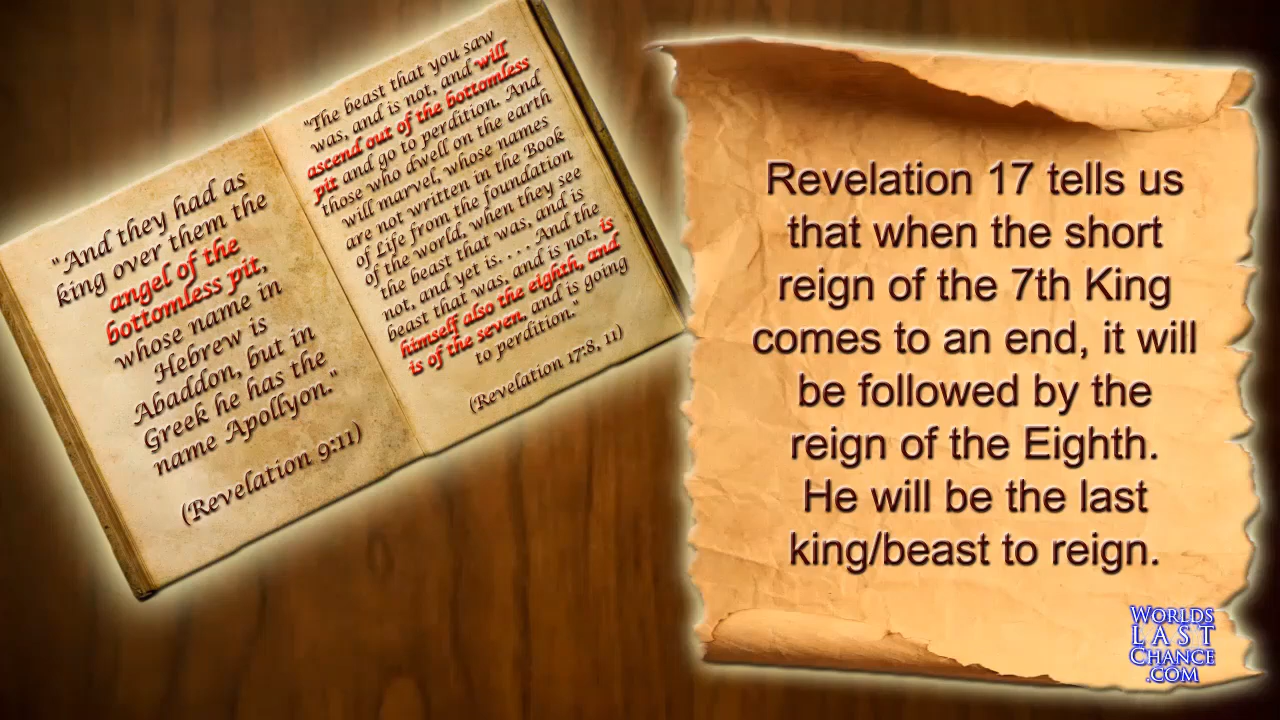 "And they had as
king over them the
angel of the
bottomless pit,
whose name in
Hebrew is
Abaddon, but in
Greek he has the
name Apollyon."
(Revelation 9:11)
"The beast that you saw
was, and is not, and will
ascend out of the bottomless
pit and go to perdition. And
those who dwell on the earth
will marvel, whose names
are not written in the Book
of Life from the foundation
of the world, when they see
the beast that was, and is
not, and yet is. . . . And the
beast that was, and is not, is
himself also the eighth, and
is of the seven, and is going
to perdition."
(Revelation 17:8, 11)
Revelation 17 tells us
that when the short
reign of the 7th King
comes to an end, it will
be followed by the
reign of the Eighth.
He will be the last
king/beast to reign.
WORLDS
LAST
CHANCE
.COM